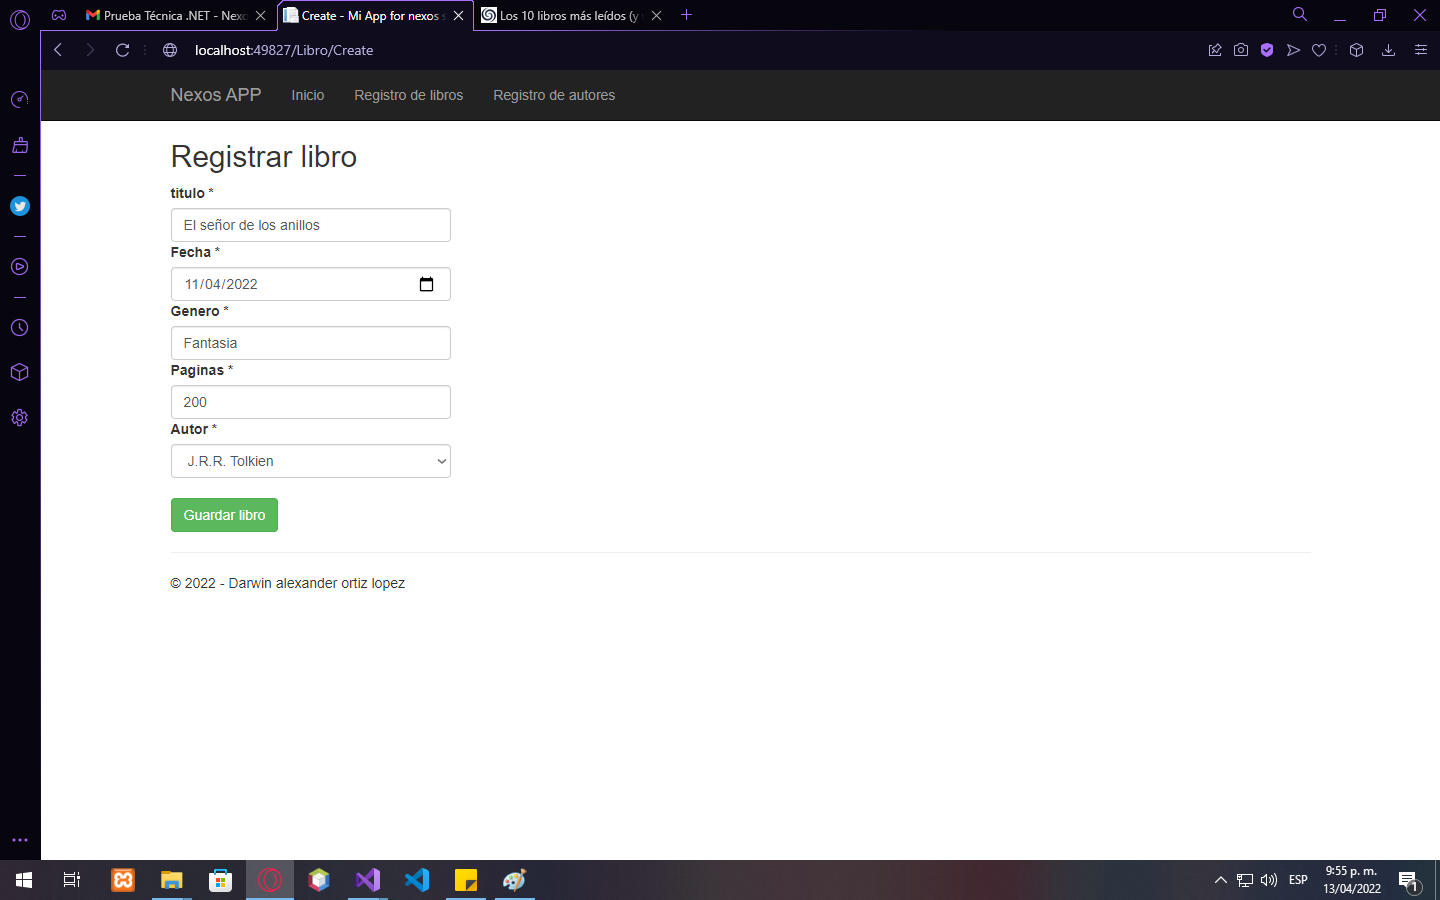 Prueba Técnica .NET - Nexo
Create - Mi App for nexos s
Los 10 libros más leídos (y
localhost:49827/Libro/Create
Nexos APP
Inicio
Registro de libros
Registro de autores
Registrar libro
titulo *
El señor de los anillos
Fecha *
11/04/2022
Genero *
Fantasia
Paginas *
200
Autor *
J.R.R. Tolkien
Guardar libro
© 2022 - Darwin alexander ortiz lopez
ESP
9:55 p. m.
13/04/2022
1